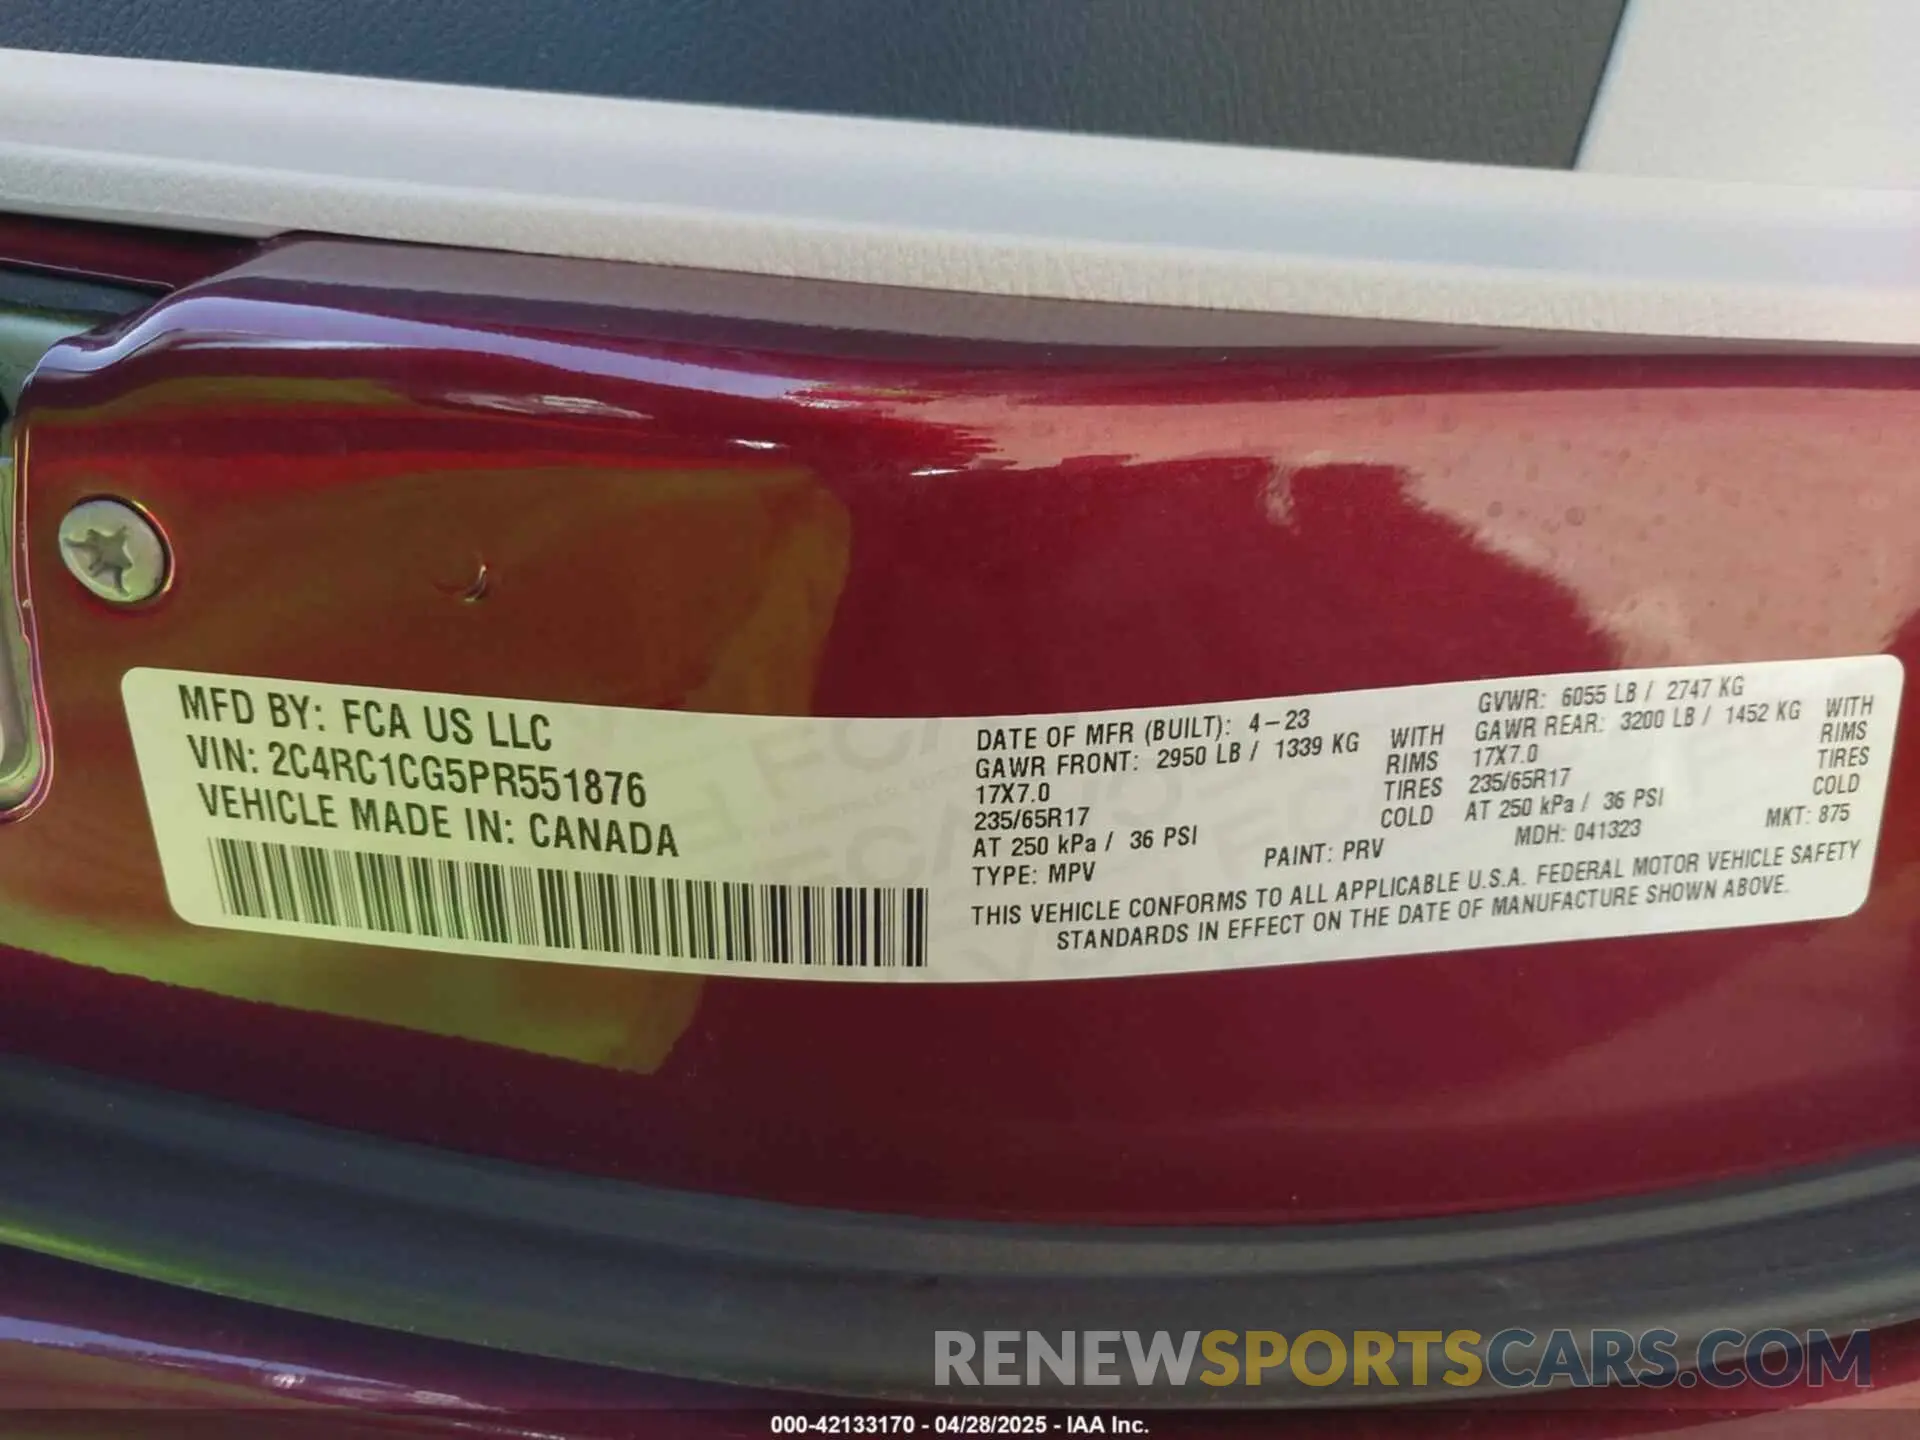 MFD BY: FCA US LLC
VIN: 2C4RC1CG5PR551876
VEHICLE MADE IN: CANADA
DATE OF MFR (BUILT): 4-23
GAWR FRONT: 2950 LB / 1339 KG WITH
17X7.0 RIMS
235/65R17 TIRES
AT 250 kPa / 36 PSI COLD
GVWR: 6055 LB / 2747 KG
GAWR REAR: 3200 LB / 1452 KG WITH
17X7.0 RIMS
235/65R17 TIRES
AT 250 kPa / 36 PSI COLD
TYPE: MPV PAINT: PRV MDH: 041323 MKT: 875
THIS VEHICLE CONFORMS TO ALL APPLICABLE U.S.A. FEDERAL MOTOR VEHICLE SAFETY
STANDARDS IN EFFECT ON THE DATE OF MANUFACTURE SHOWN ABOVE.
RENEWSPORTSCARS.COM
000-42133170 - 04/28/2025 - IAA Inc.